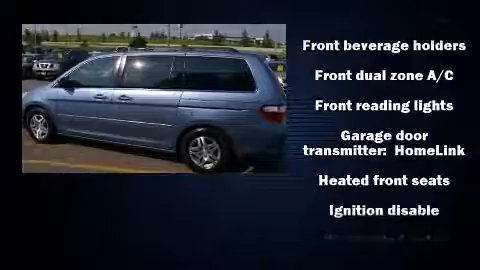 Front beverage holders
Front dual zone A/C
Front reading lights
Garage door
transmitter: HomeLink
Heated front seats
Ignition disable